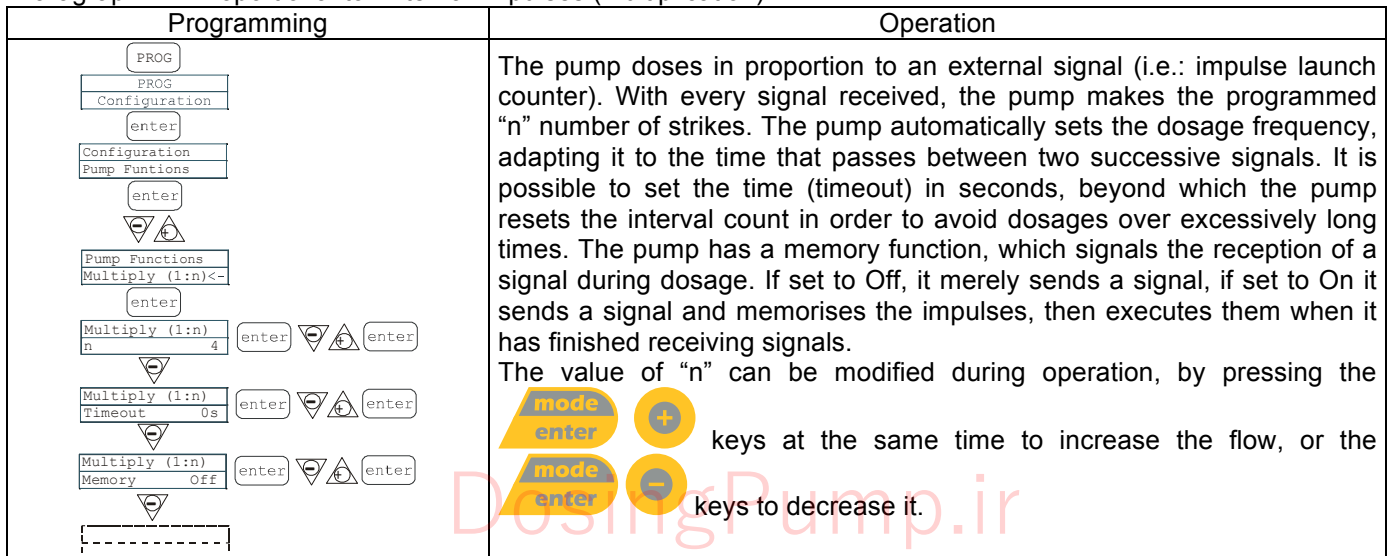 Programming
Operation
PROG
PROG
Configuration
enter
Configuration
Pump Funtions
enter
- +
Pump Functions
Multiply (1:n)<-
enter
Multiply (1:n)
n 4
enter - + enter
-
Multiply (1:n)
Timeout 0s
enter - + enter
-
Multiply (1:n)
Memory Off
enter - + enter
-
The pump doses in proportion to an external signal (i.e.: impulse launch
counter). With every signal received, the pump makes the programmed
“n” number of strikes. The pump automatically sets the dosage frequency,
adapting it to the time that passes between two successive signals. It is
possible to set the time (timeout) in seconds, beyond which the pump
resets the interval count in order to avoid dosages over excessively long
times. The pump has a memory function, which signals the reception of a
signal during dosage. If set to Off, it merely sends a signal, if set to On it
sends a signal and memorises the impulses, then executes them when it
has finished receiving signals.
The value of “n” can be modified during operation, by pressing the
mode
enter + keys at the same time to increase the flow, or the
mode
enter - keys to decrease it.
DosingPump.ir